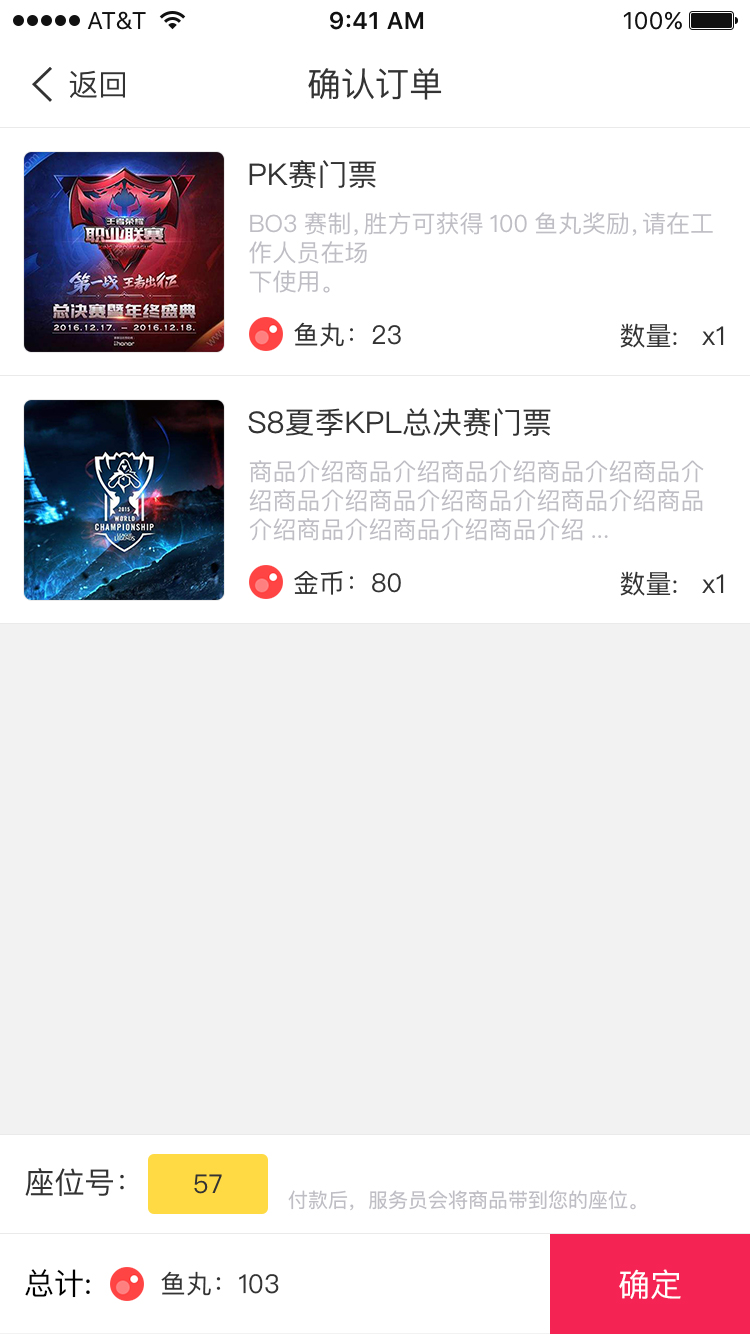 AT&T 9:41 AM 100%
返回 确认订单
PK赛门票
BO3 赛制，胜方可获得 100 鱼丸奖励，请在工
作人员在场
下使用。
鱼丸：23 数量: x1
王者荣耀
职业联赛
KING PRO LEAGUE
第一战 王者出征
总决赛暨年终盛典
2016.12.17. – 2016.12.18.
honor
S8夏季KPL总决赛门票
商品介绍商品介绍商品介绍商品介绍商品介
绍商品介绍商品介绍商品介绍商品介绍商品
介绍商品介绍商品介绍商品介绍 ...
金币：80 数量: x1
2015
WORLD
CHAMPIONSHIP
LEAGUE
LEGENDS
座位号： 57 付款后，服务员会将商品带到您的座位。
总计: 鱼丸：103 确定